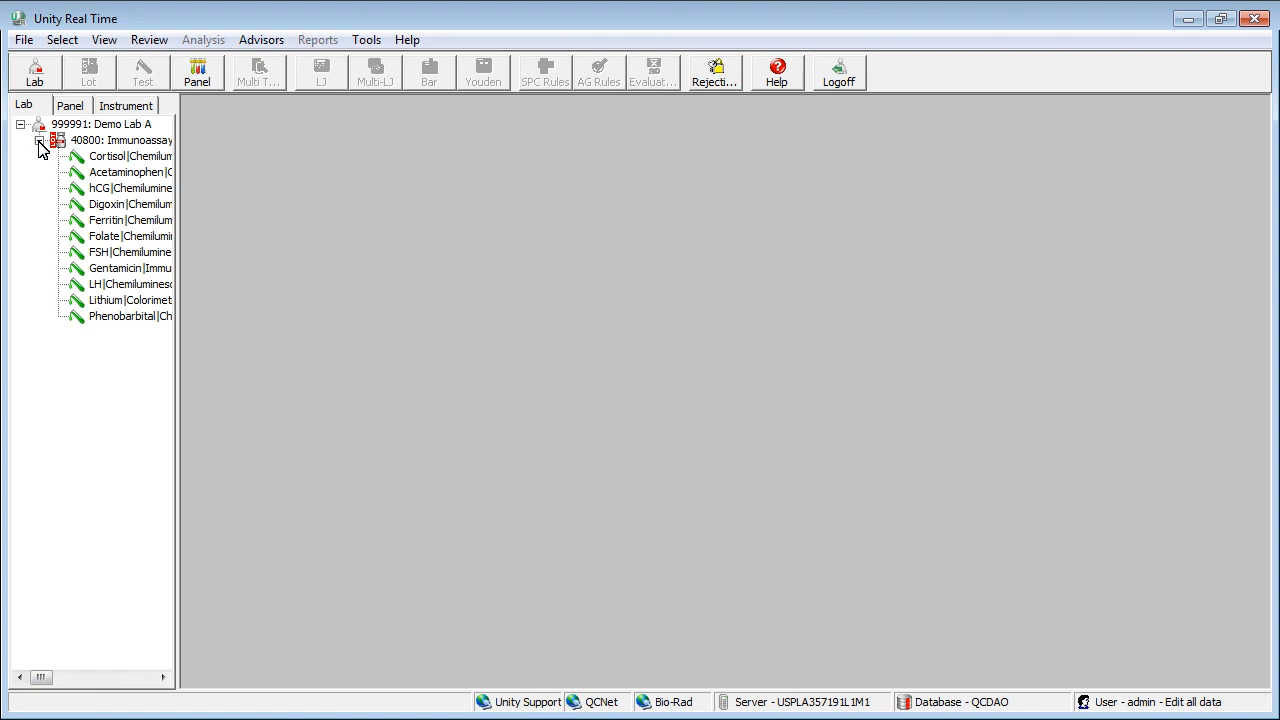 Unity Real Time
File Select View Review Analysis Advisors Reports Tools Help
Lab Lot Test Panel Multi T... LJ Multi-LJ Bar Youden SPC Rules AG Rules Evaluat... Rejecti... Help Logoff
Lab Panel Instrument
999991: Demo Lab A
40800: Immunoassay
Cortisol|Chemilum
Acetaminophen|C
hCG|Chemilumine
Digoxin|Chemilum
Ferritin|Chemilum
Folate|Chemilumi
FSH|Chemilumine
Gentamicin|Immu
LH|Chemiluminesc
Lithium|Colorimet
Phenobarbital|Ch
Unity Support QCNet Bio-Rad Server - USPLA357191L1M1 Database - QCDAO User - admin - Edit all data